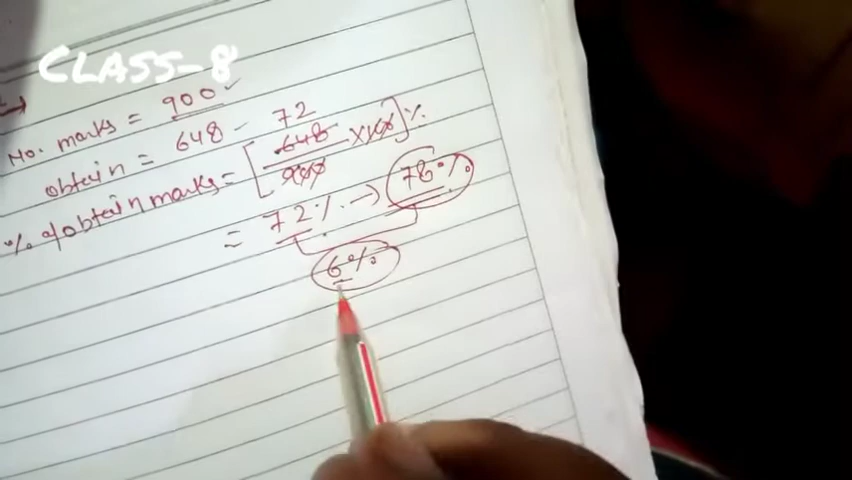 CLASS-8
No. marks = 900 ✓
obtain = 648 - 72
% of obtain marks = [648/900 × 100]%
= 72% → 78%
6%